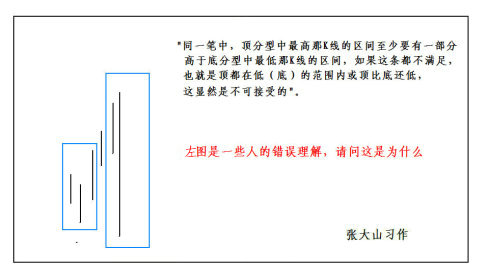 "同一笔中，顶分型中最高那K线的区间至少要有一部分
高于底分型中最低那K线的区间，如果这条都不满足，
也就是顶都在低（底）的范围内或顶比底还低，
这显然是不可接受的"。
左图是一些人的错误理解，请问这是为什么
张大山习作